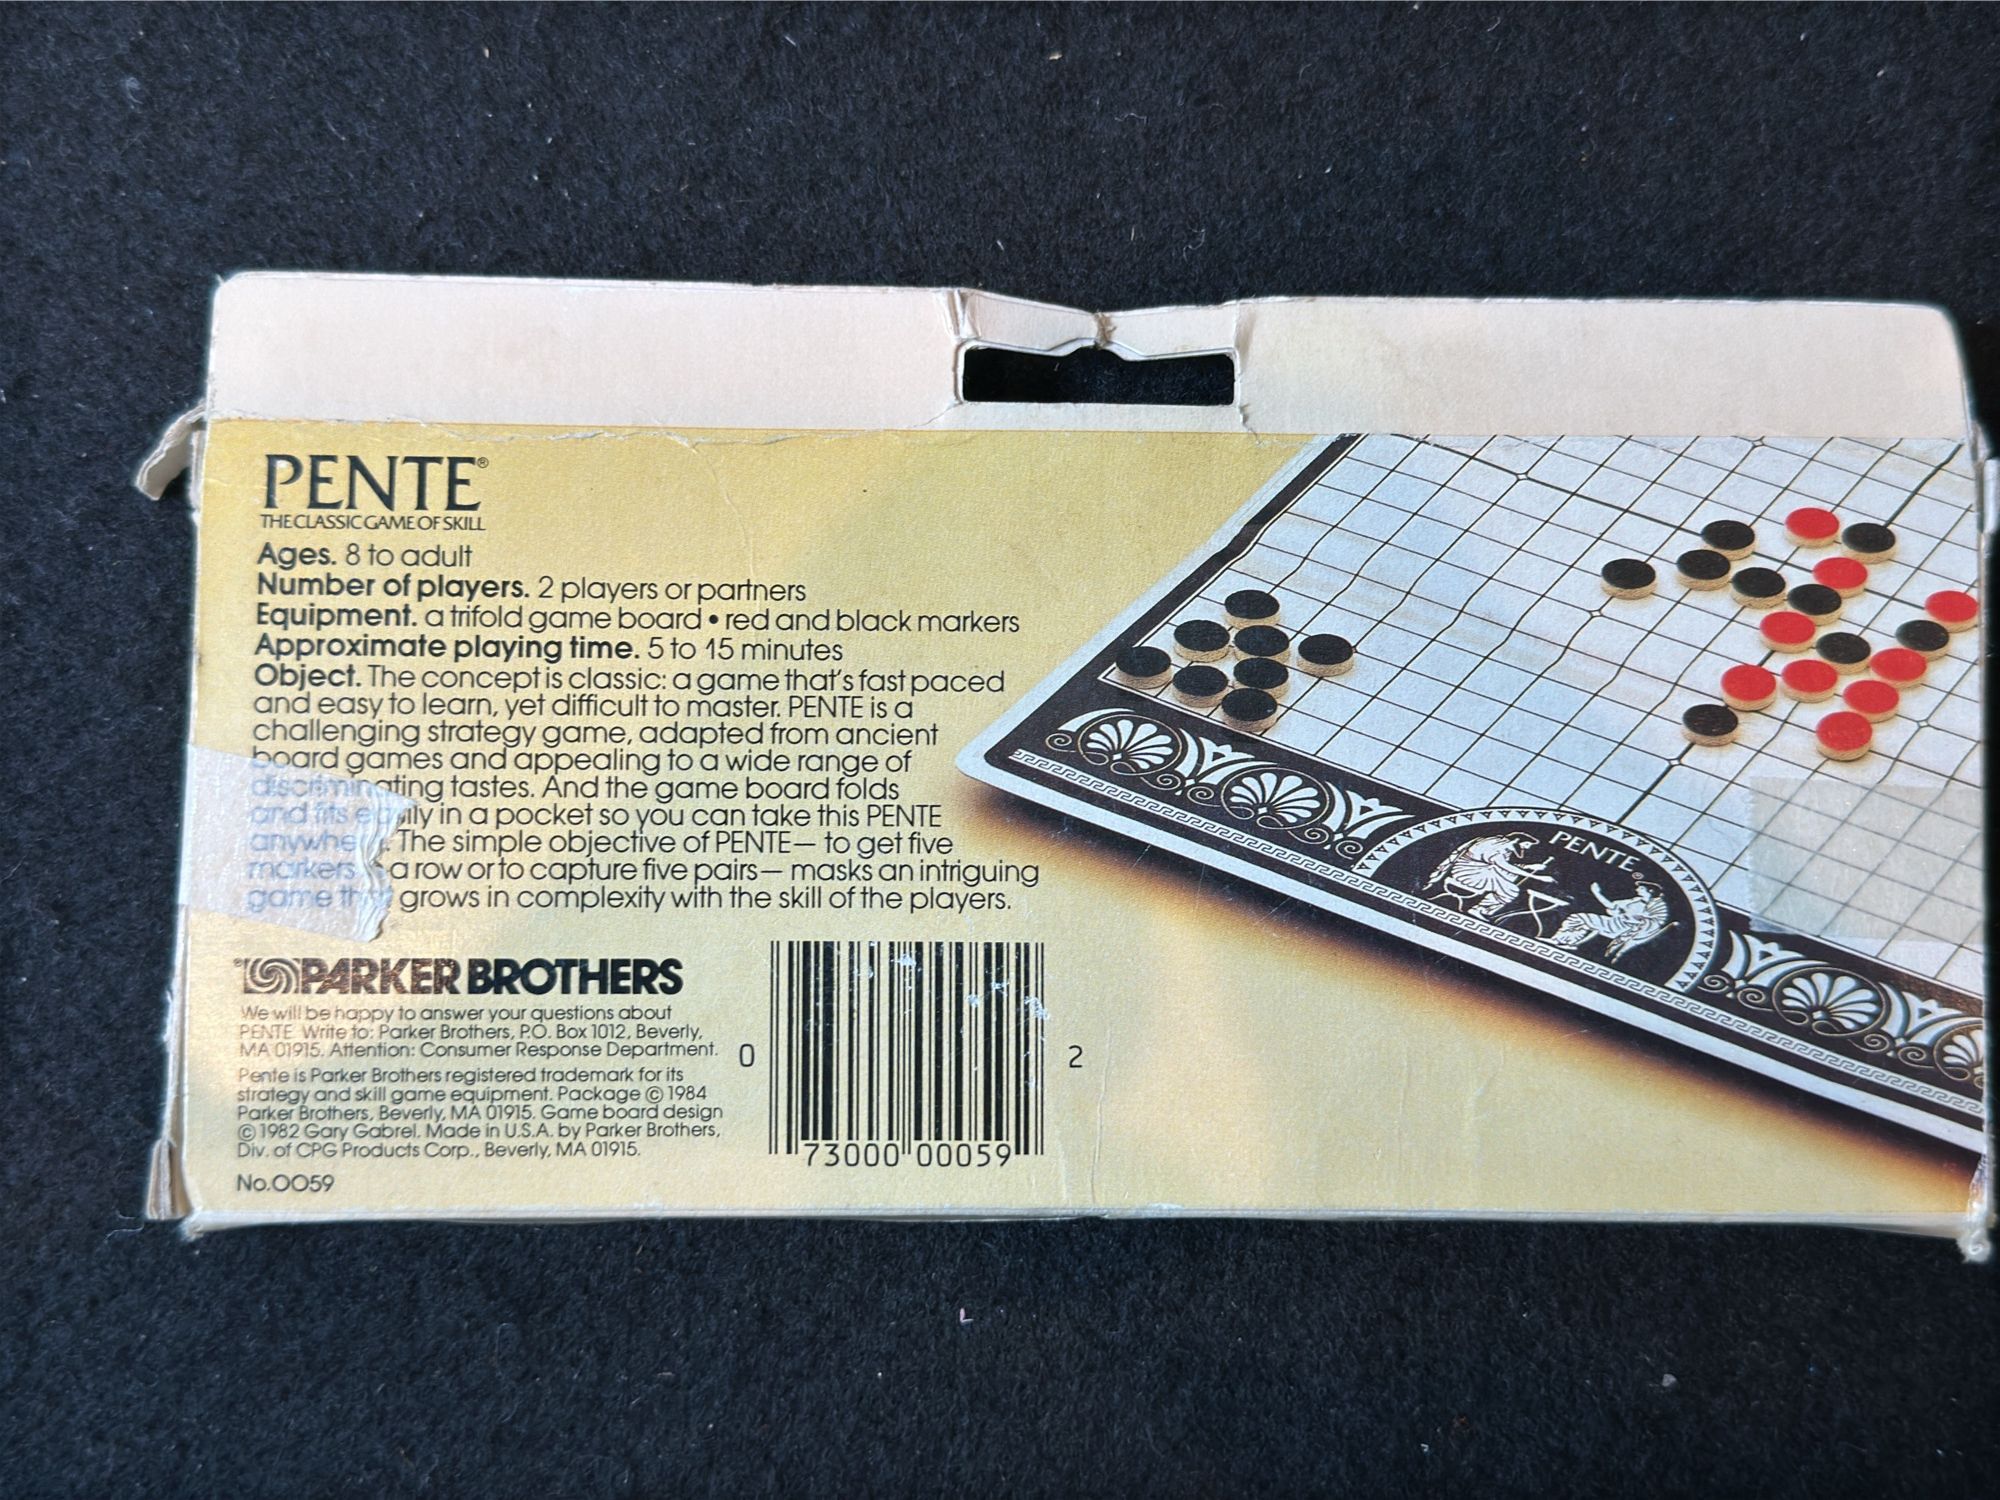 PENTE®
THE CLASSIC GAME OF SKILL
Ages. 8 to adult
Number of players. 2 players or partners
Equipment. a trifold game board • red and black markers
Approximate playing time. 5 to 15 minutes
Object. The concept is classic: a game that's fast paced
and easy to learn, yet difficult to master. PENTE is a
challenging strategy game, adapted from ancient
board games and appealing to a wide range of
discriminating tastes. And the game board folds
and fits easily in a pocket so you can take this PENTE
anywhere. The simple objective of PENTE— to get five
markers in a row or to capture five pairs— masks an intriguing
game that grows in complexity with the skill of the players.
PARKER BROTHERS
We will be happy to answer your questions about
PENTE Write to: Parker Brothers, P.O. Box 1012, Beverly,
MA 01915. Attention: Consumer Response Department.
Pente is Parker Brothers registered trademark for its
strategy and skill game equipment. Package © 1984
Parker Brothers, Beverly, MA 01915. Game board design
© 1982 Gary Gabrel. Made in U.S.A. by Parker Brothers,
Div. of CPG Products Corp., Beverly, MA 01915.
No.0059
0 73000 00059 2
PENTE®